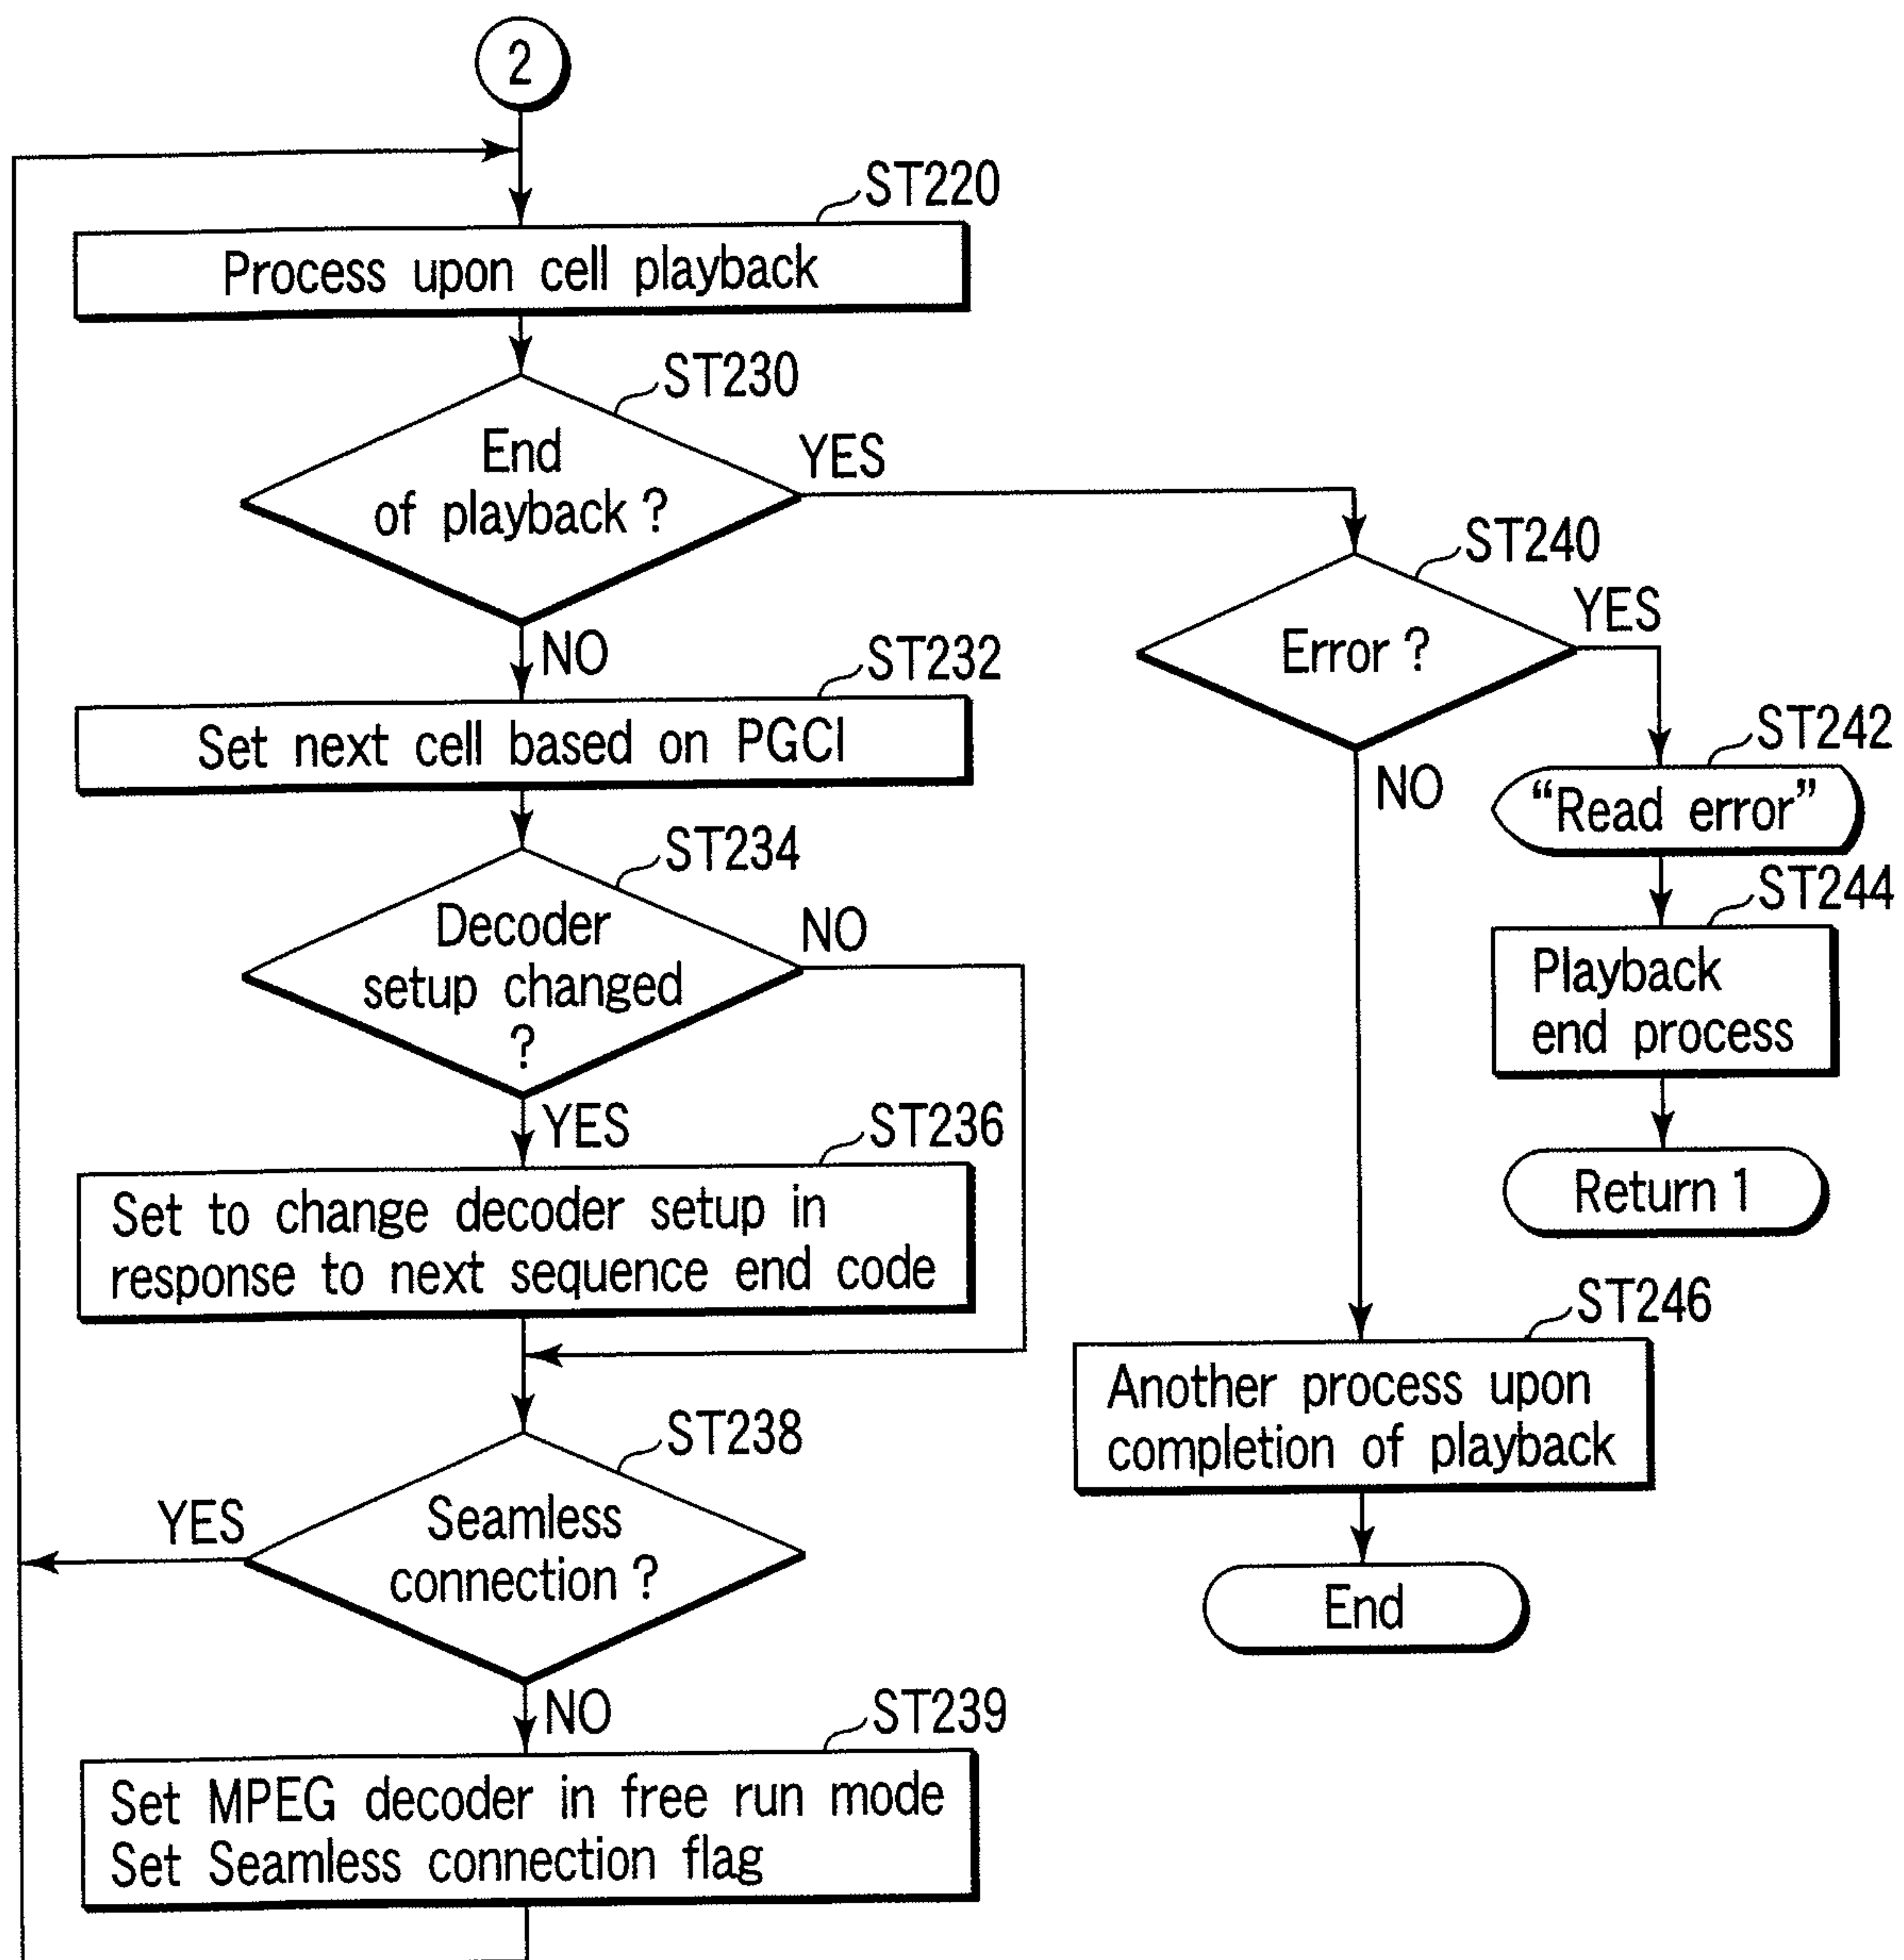 2
ST220
Process upon cell playback
ST230
End
of playback ?
YES
NO
ST232
Set next cell based on PGCI
ST234
Decoder
setup changed
?
NO
YES
ST236
Set to change decoder setup in
response to next sequence end code
ST238
Seamless
connection ?
YES
NO
ST239
Set MPEG decoder in free run mode
Set Seamless connection flag
ST240
Error ?
YES
NO
ST242
“Read error”
ST244
Playback
end process
Return 1
ST246
Another process upon
completion of playback
End